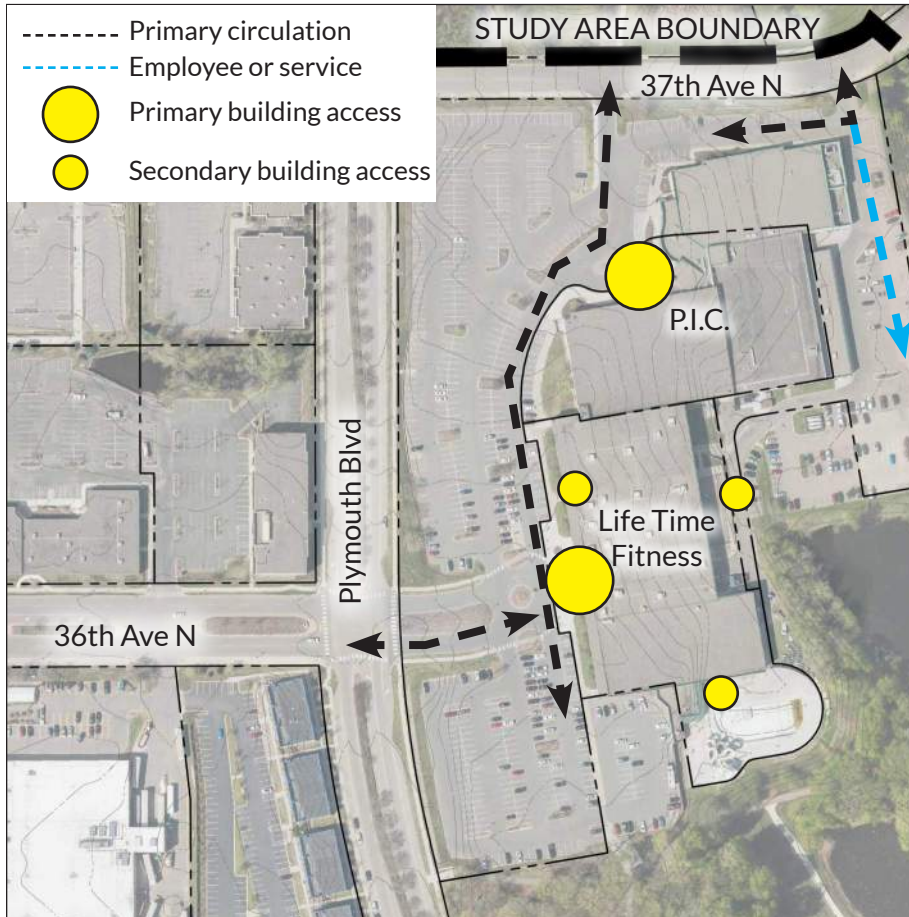 Primary circulation
Employee or service
Primary building access
Secondary building access
STUDY AREA BOUNDARY
37th Ave N
P.I.C.
Plymouth Blvd
Life Time
Fitness
36th Ave N